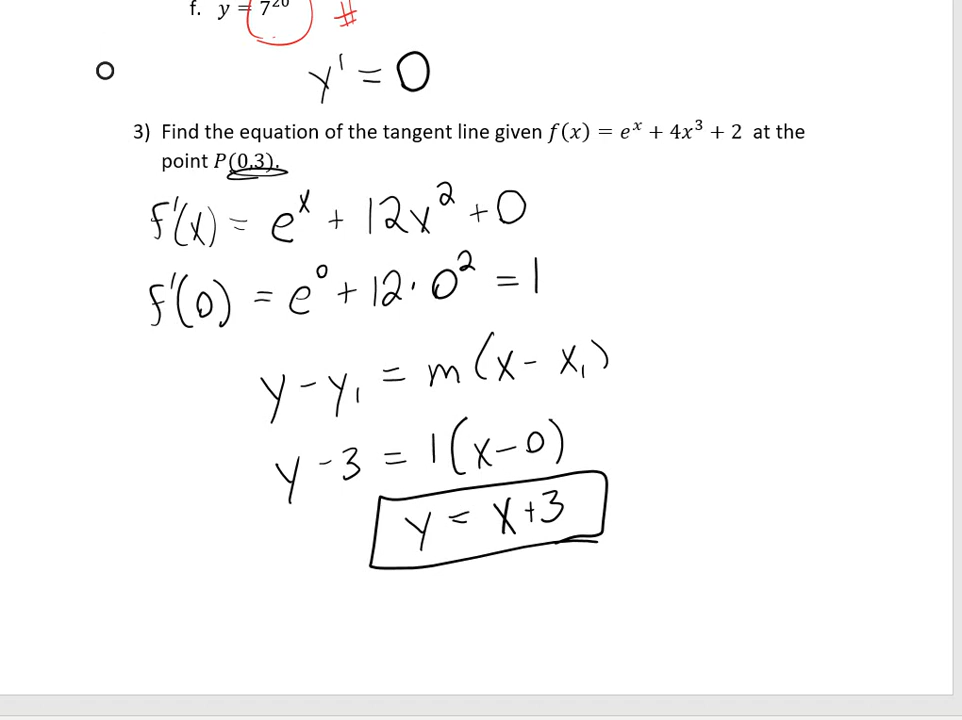 f. y = 7²⁰ #
y' = 0
3) Find the equation of the tangent line given f(x) = eˣ + 4x³ + 2 at the
point P(0,3).
f'(x) = eˣ + 12x² + 0
f'(0) = e⁰ + 12 · 0² = 1
y - y₁ = m(x - x₁)
y - 3 = 1(x - 0)
y = x + 3